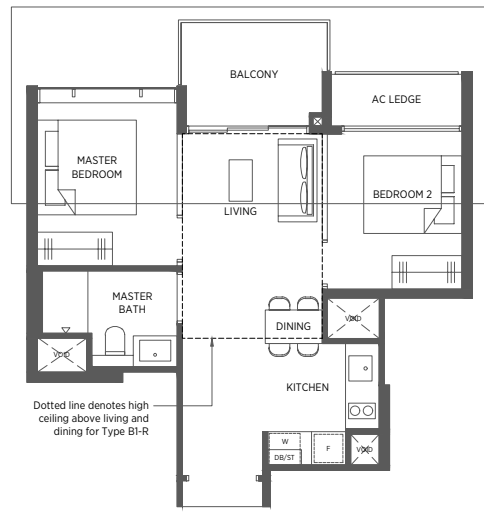 BALCONY
AC LEDGE
MASTER
BEDROOM
BEDROOM 2
LIVING
MASTER
BATH
DINING
VOID
VOID
KITCHEN
Dotted line denotes high
ceiling above living and
dining for Type B1-R
W
DB/ST
F
VOID